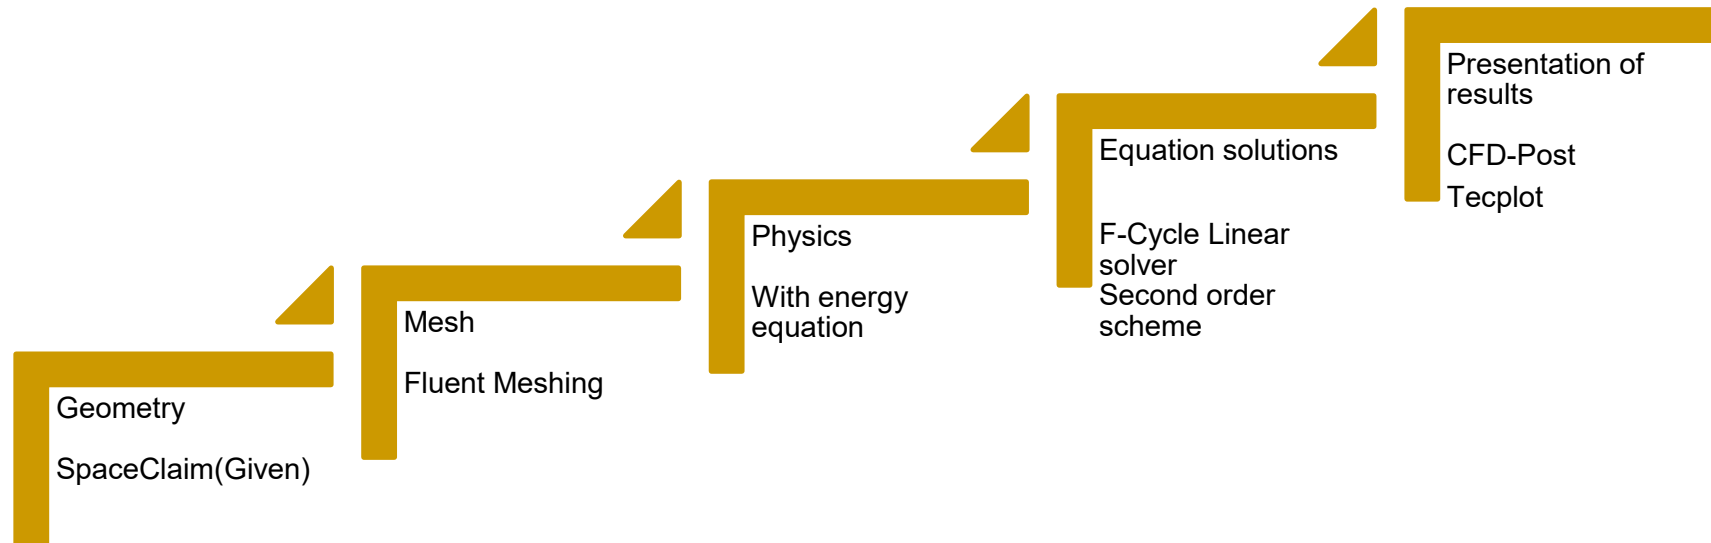 Geometry
SpaceClaim(Given)
Mesh
Fluent Meshing
Physics
With energy
equation
Equation solutions
F-Cycle Linear
solver
Second order
scheme
Presentation of
results
CFD-Post
Tecplot